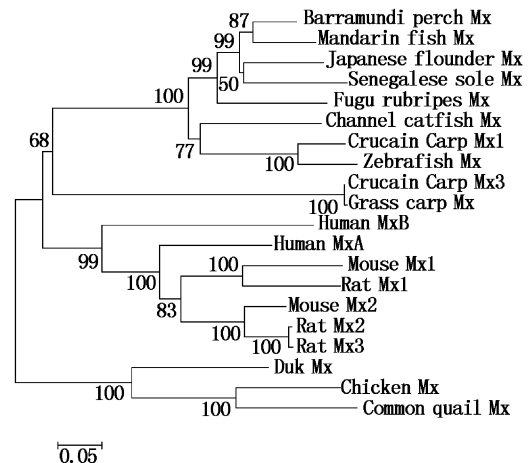 87
Barramundi perch Mx
99
Mandarin fish Mx
Japanese flounder Mx
99
50
Senegalese sole Mx
100
Fugu rubripes Mx
Channel catfish Mx
68
77
Crucain Carp Mx1
100
Zebrafish Mx
Crucain Carp Mx3
100
Grass carp Mx
Human MxB
99
Human MxA
100
100
Mouse Mx1
Rat Mx1
83
Mouse Mx2
100
Rat Mx2
100
Rat Mx3
Duk Mx
100
Chicken Mx
100
Common quail Mx
0.05